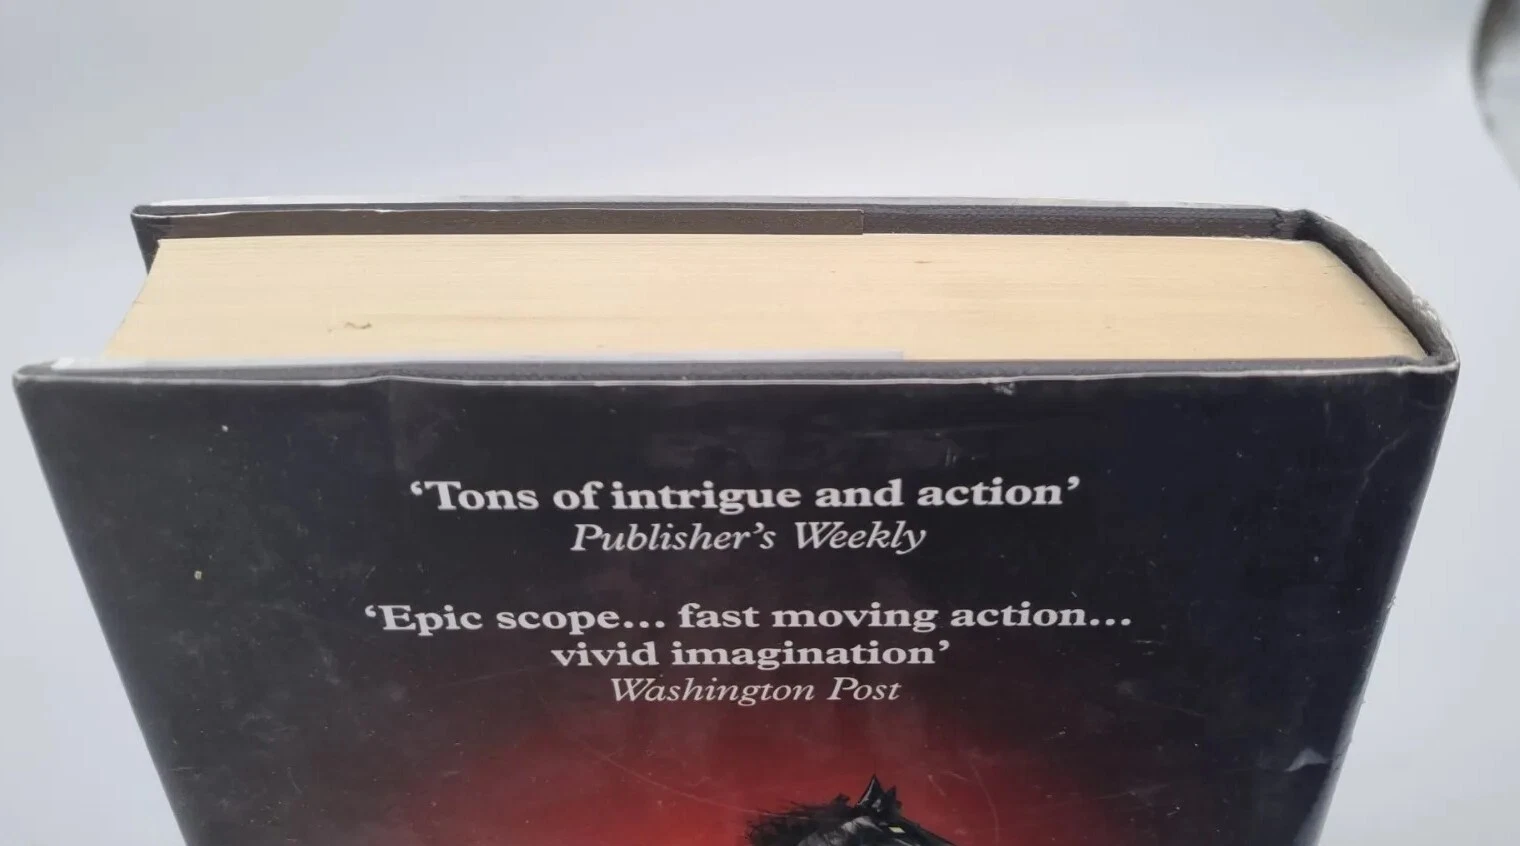 ‘Tons of intrigue and action’
Publisher’s Weekly
‘Epic scope... fast moving action...
vivid imagination’
Washington Post